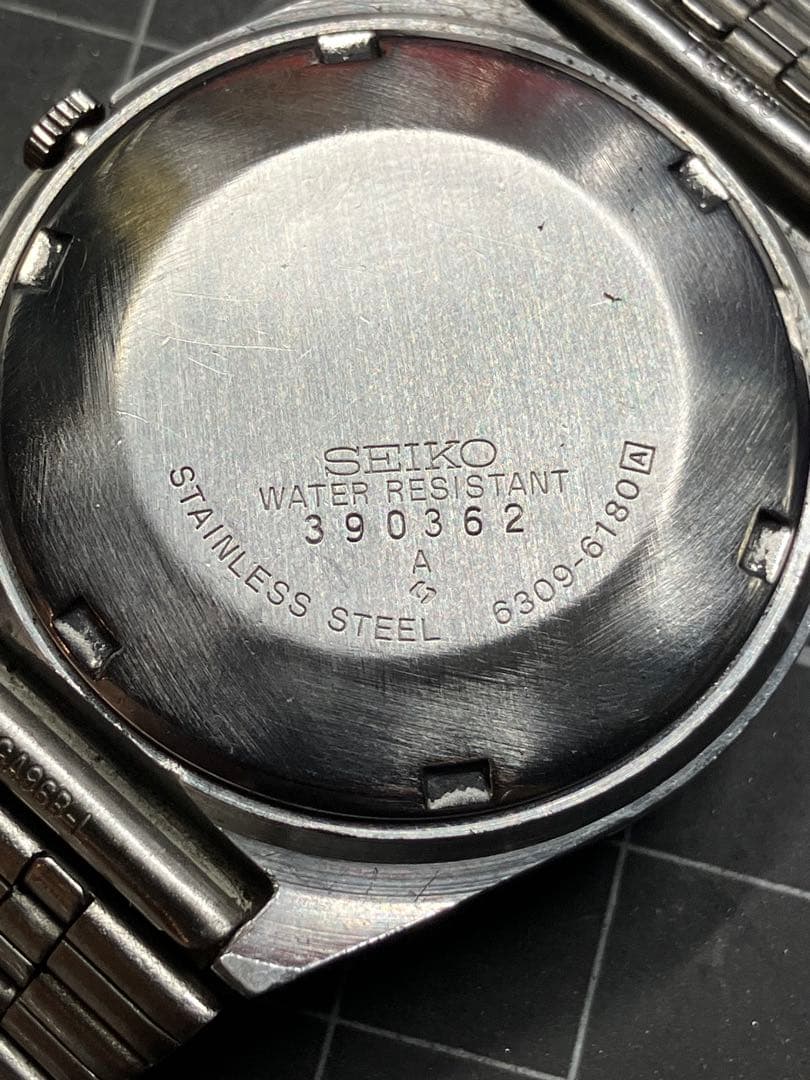 SEIKO
WATER RESISTANT
390362
A
STAINLESS STEEL 6309-6180 A